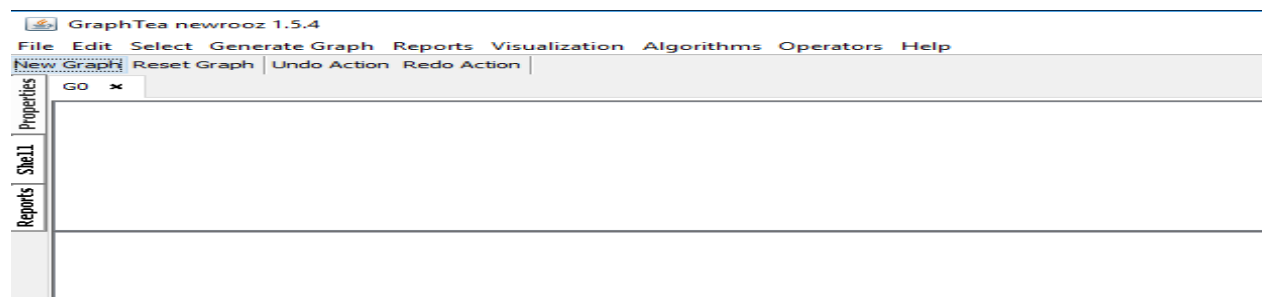 GraphTea newrooz 1.5.4
File Edit Select Generate Graph Reports Visualization Algorithms Operators Help
New Graph Reset Graph Undo Action Redo Action
G0
Properties
Shell
Reports